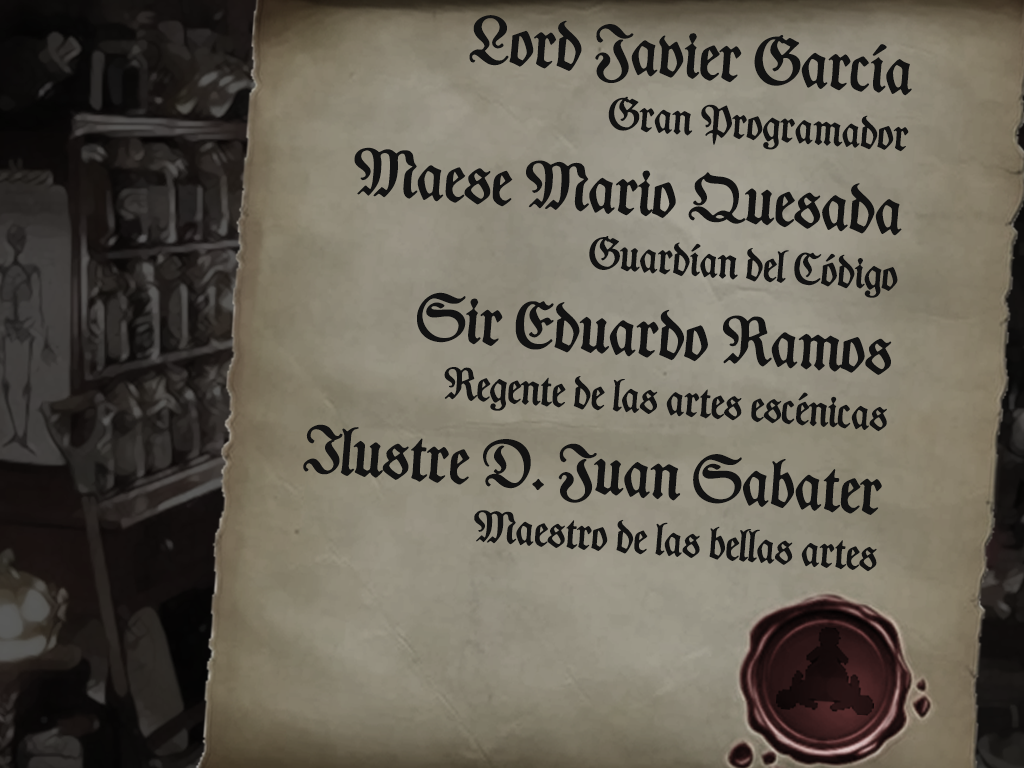 Lord Javier García
Gran Programador
Maese Mario Quesada
Guardían del Código
Sir Eduardo Ramos
Regente de las artes escénicas
Ilustre D. Juan Sabater
Maestro de las bellas artes